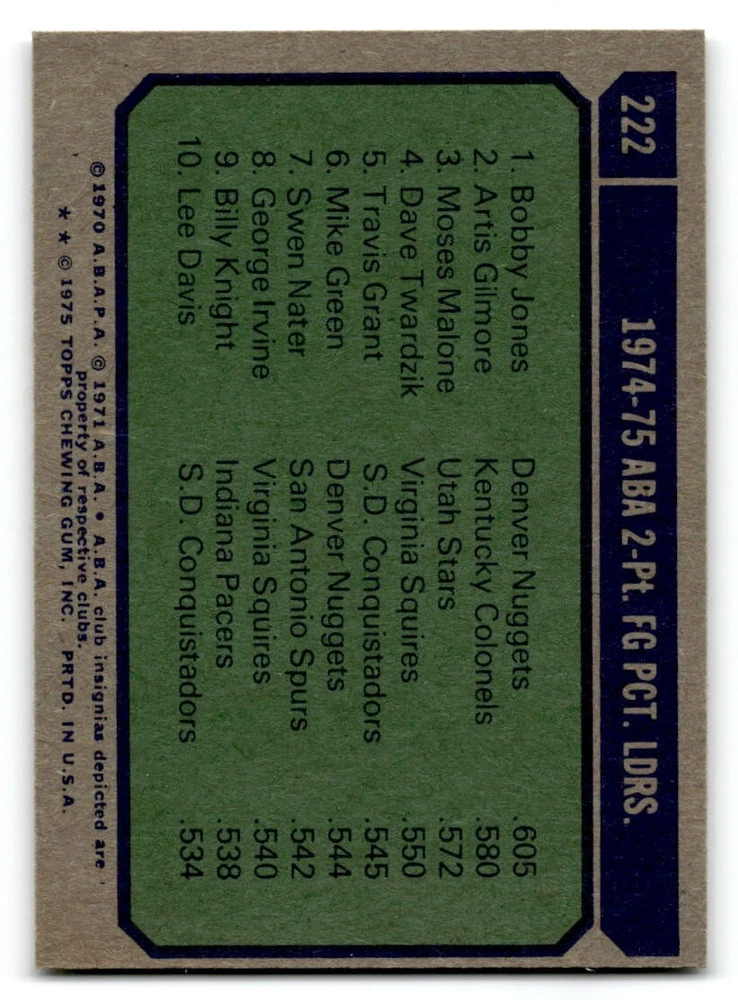 222 1974-75 ABA 2-Pt. FG PCT. LDRS.
1. Bobby Jones Denver Nuggets .605
2. Artis Gilmore Kentucky Colonels .580
3. Moses Malone Utah Stars .572
4. Dave Twardzik Virginia Squires .550
5. Travis Grant S.D. Conquistadors .545
6. Mike Green Denver Nuggets .544
7. Swen Nater San Antonio Spurs .542
8. George Irvine Virginia Squires .540
9. Billy Knight Indiana Pacers .538
10. Lee Davis S.D. Conquistadors .534
©1970 A.B.A.P.A. ©1971 A.B.A. • A.B.A. club insignias depicted are
property of respective clubs.
★ ★ © 1975 TOPPS CHEWING GUM, INC. PRTD. IN U.S.A.